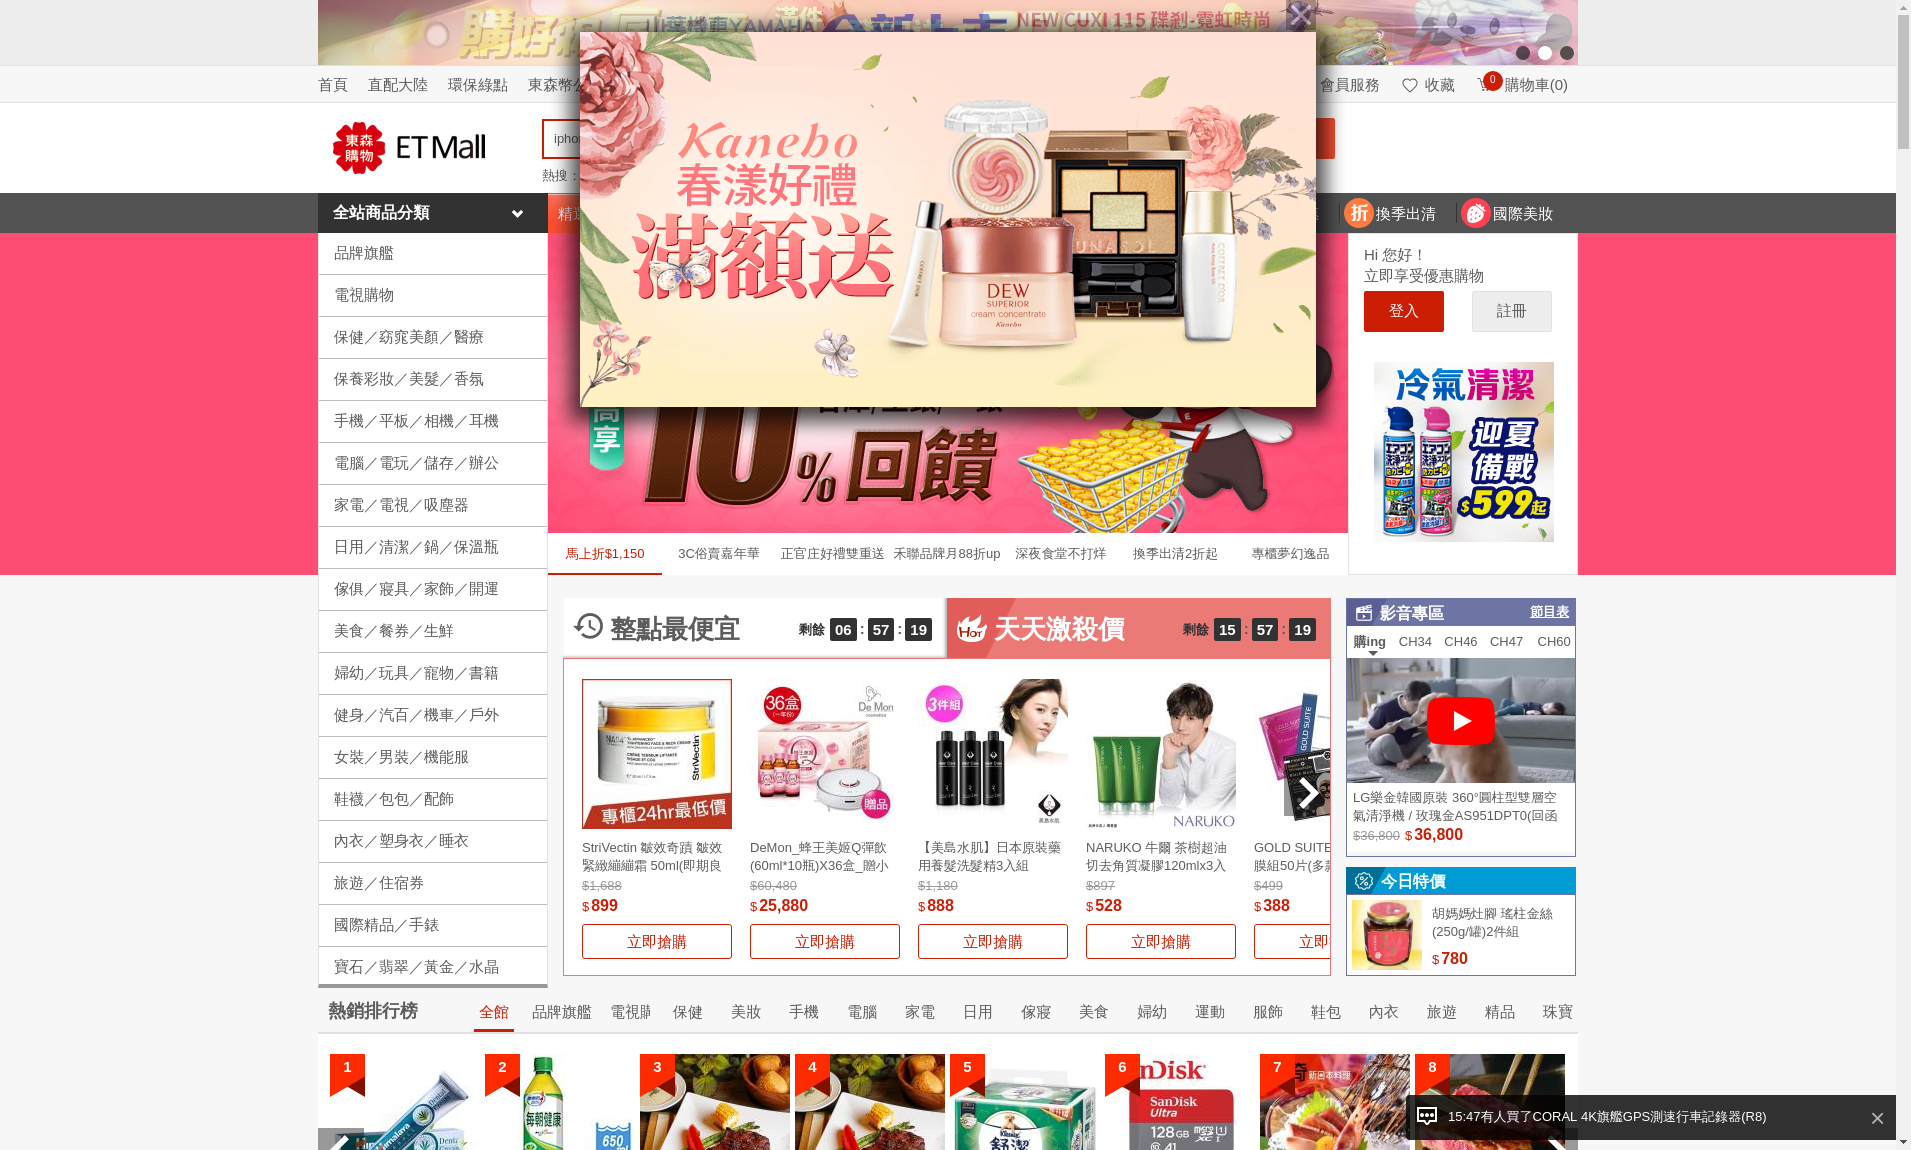 NEW CUXI 115 碟剎·霓虹時尚
首頁 直配大陸 環保綠點
會員服務 收藏 0 購物車(0)
東森購物 ETMall
熱搜：
全站商品分類
換季出清
國際美妝
Kanebo
春漾好禮
滿額送
DEW
SUPERIOR
cream concentrate
Kanebo
品牌旗艦
電視購物
保健／窈窕美顏／醫療
保養彩妝／美髮／香氛
手機／平板／相機／耳機
電腦／電玩／儲存／辦公
家電／電視／吸塵器
日用／清潔／鍋／保溫瓶
傢俱／寢具／家飾／開運
美食／餐券／生鮮
婦幼／玩具／寵物／書籍
健身／汽百／機車／戶外
女裝／男裝／機能服
鞋襪／包包／配飾
內衣／塑身衣／睡衣
旅遊／住宿券
國際精品／手錶
寶石／翡翠／黃金／水晶
Hi 您好！
立即享受優惠購物
登入 註冊
冷氣清潔
迎夏
備戰
$599起
10%回饋
馬上折$1,150 3C俗賣嘉年華 正官庄好禮雙重送 禾聯品牌月88折up 深夜食堂不打烊 換季出清2折起 專櫃夢幻逸品
整點最便宜 剩餘 06 : 57 : 19
HOT 天天激殺價 剩餘 15 : 57 : 19
StriVectin
專櫃24hr最低價
36盒
(一年份)
De Mon
贈品
3件組
美島水肌
NARUKO
GOLD SUITE
StriVectin 皺效奇蹟 皺效
緊緻繃繃霜 50ml(即期良
$1,688
$899
立即搶購
DeMon_蜂王美姬Q彈飲
(60ml*10瓶)X36盒_贈小
$60,480
$25,880
立即搶購
【美島水肌】日本原裝藥
用養髮洗髮精3入組
$1,180
$888
立即搶購
NARUKO 牛爾 茶樹超油
切去角質凝膠120mlx3入
$897
$528
立即搶購
GOLD SUITE
膜組50片(多
$499
$388
立即
影音專區 節目表
購ing CH34 CH46 CH47 CH60
LG樂金韓國原裝 360°圓柱型雙層空
氣清淨機 / 玫瑰金AS951DPT0(回函
$36,800 $36,800
今日特價
胡媽媽灶腳 瑤柱金絲
(250g/罐)2件組
$780
熱銷排行榜
全館 品牌旗艦 電視 保健 美妝 手機 電腦 家電 日用 傢寢 美食 婦幼 運動 服飾 鞋包 內衣 旅遊 精品 珠寶
1 2 3 4 5 6 7 8
每朝健康
650
舒潔
SanDisk
SanDisk
Ultra
128GB
15:47有人買了CORAL 4K旗艦GPS測速行車記錄器(R8)